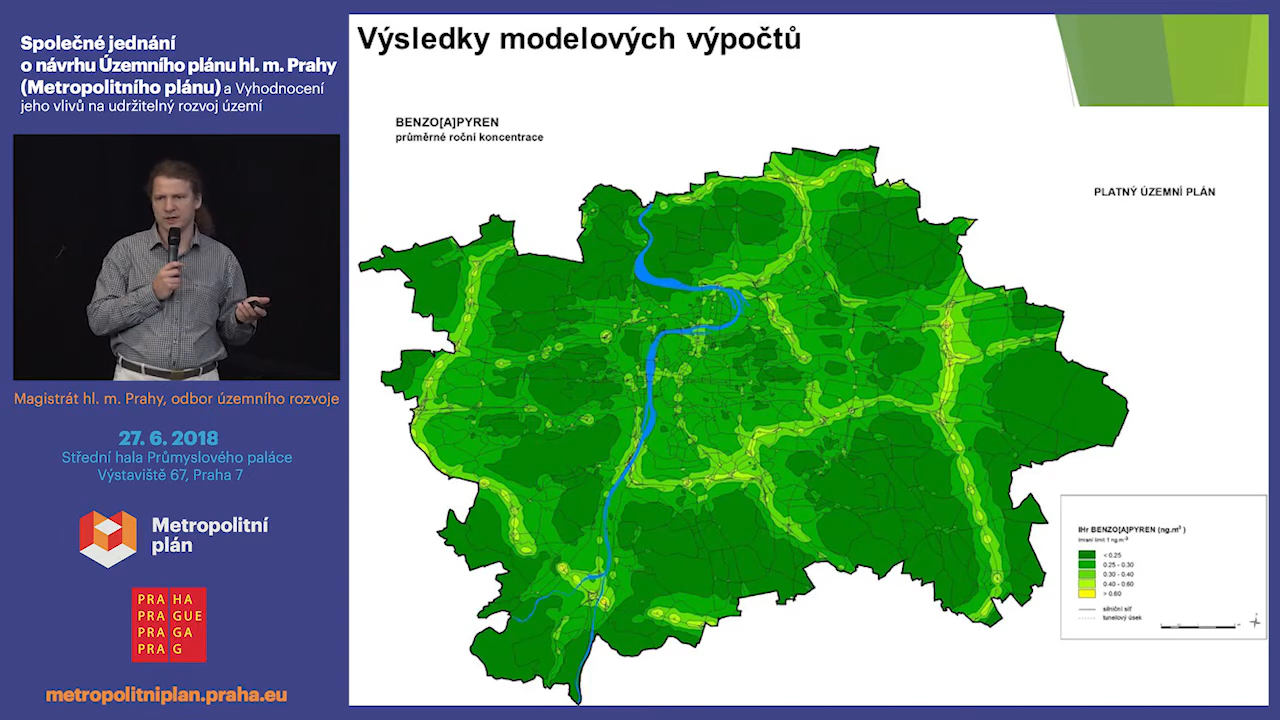 Společné jednání
o návrhu Územního plánu hl. m. Prahy
(Metropolitního plánu) a Vyhodnocení
jeho vlivů na udržitelný rozvoj území
Magistrát hl. m. Prahy, odbor územního rozvoje
27. 6. 2018
Střední hala Průmyslového paláce
Výstaviště 67, Praha 7
Metropolitní
plán
PRA HA
PRA GUE
PRA GA
PRA G
metropolitniplan.praha.eu
Výsledky modelových výpočtů
BENZO[A]PYREN
průměrné roční koncentrace
PLATNÝ ÚZEMNÍ PLÁN
IHr BENZO[A]PYREN (ng.m³ )
Imisní limit 1 ng.m⁻³
< 0.25
0.25 - 0.30
0.30 - 0.40
0.40 - 0.60
> 0.60
silniční síť
tunelový úsek